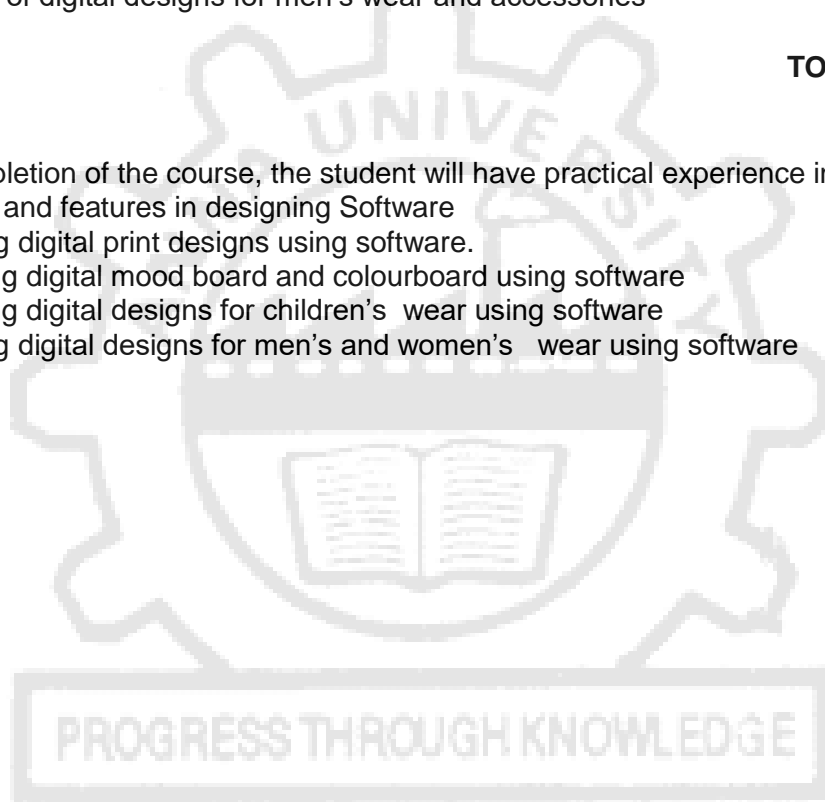 of digital designs for men's wear and accessories
TO
UNIVERSITY
pletion of the course, the student will have practical experience in
and features in designing Software
g digital print designs using software.
g digital mood board and colourboard using software
g digital designs for children's  wear using software
g digital designs for men's and women's   wear using software
PROGRESS THROUGH KNOWLEDGE